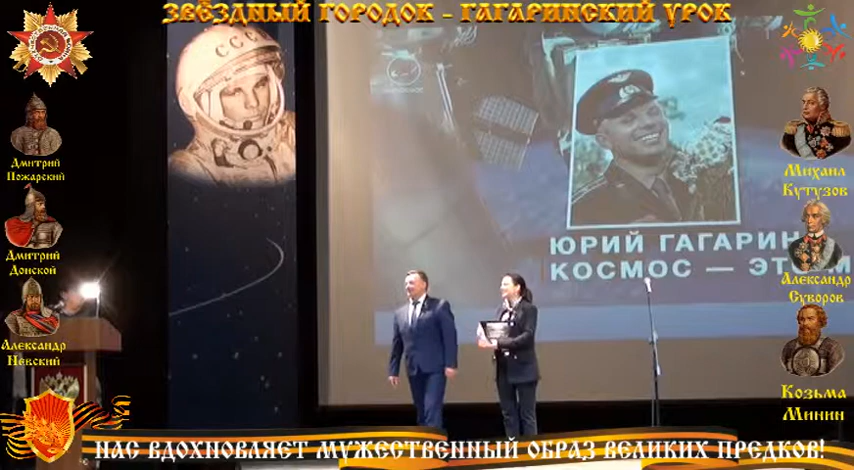 ЗВЁЗДНЫЙ ГОРОДОК - ГАГАРИНСКИЙ УРОК
СССР
Дмитрий
Пожарский
Дмитрий
Донской
Александр
Невский
ЮРИЙ ГАГАРИН
КОСМОС — ЭТО М
Михаил
Кутузов
Александр
Суворов
Козьма
Минин
НАС ВДОХНОВЛЯЕТ МУЖЕСТВЕННЫЙ ОБРАЗ ВЕЛИКИХ ПРЕДКОВ!